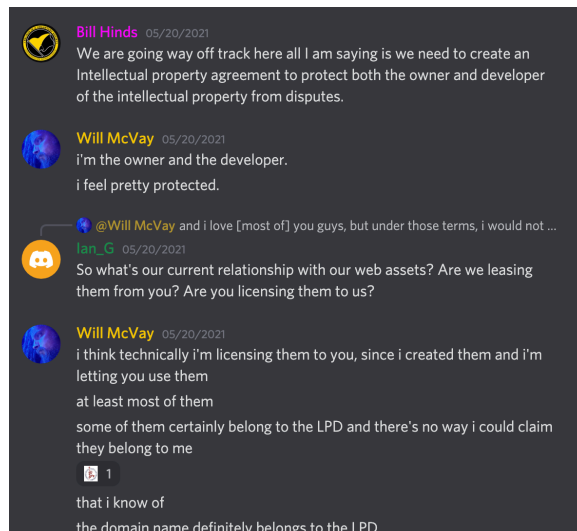 Bill Hinds 05/20/2021
We are going way off track here all I am saying is we need to create an
Intellectual property agreement to protect both the owner and developer
of the intellectual property from disputes.
Will McVay 05/20/2021
i'm the owner and the developer.
i feel pretty protected.
@Will McVay and i love [most of] you guys, but under those terms, i would not ...
Ian_G 05/20/2021
So what's our current relationship with our web assets? Are we leasing
them from you? Are you licensing them to us?
Will McVay 05/20/2021
i think technically i'm licensing them to you, since i created them and i'm
letting you use them
at least most of them
some of them certainly belong to the LPD and there's no way i could claim
they belong to me
1
that i know of
the domain name definitely belongs to the LPD